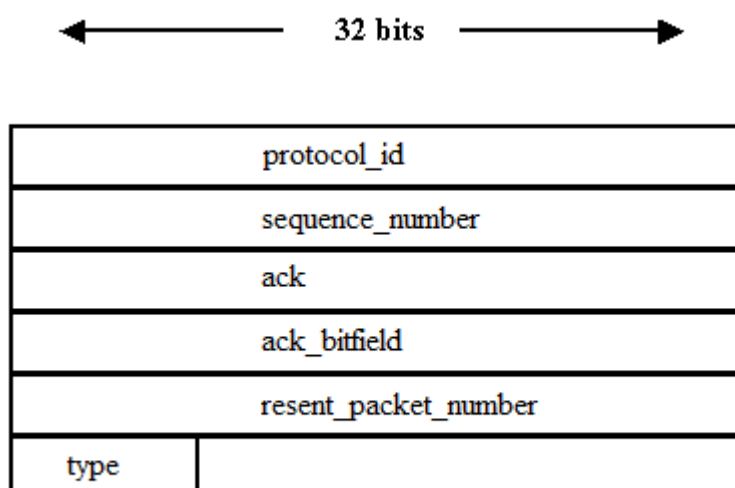 32 bits
protocol_id
sequence_number
ack
ack_bitfield
resent_packet_number
type